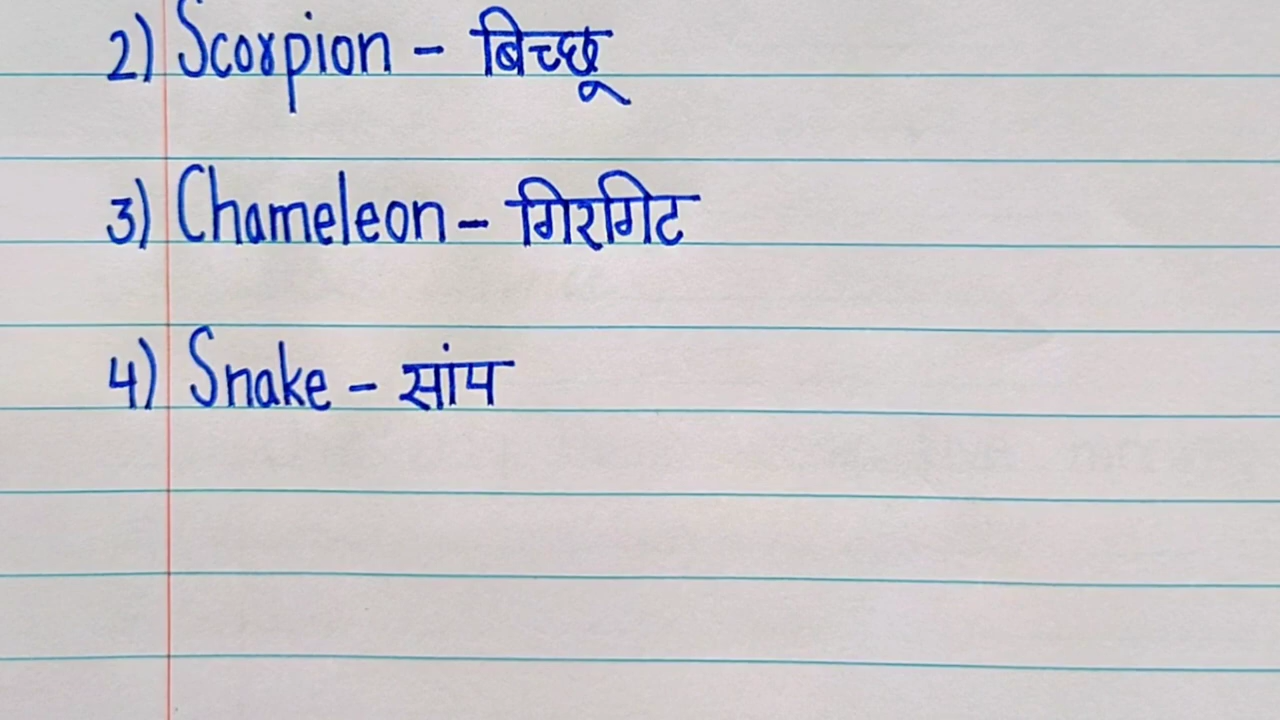 2) Scorpion - बिच्छू
3) Chameleon - गिरगिट
4) Snake - सांप